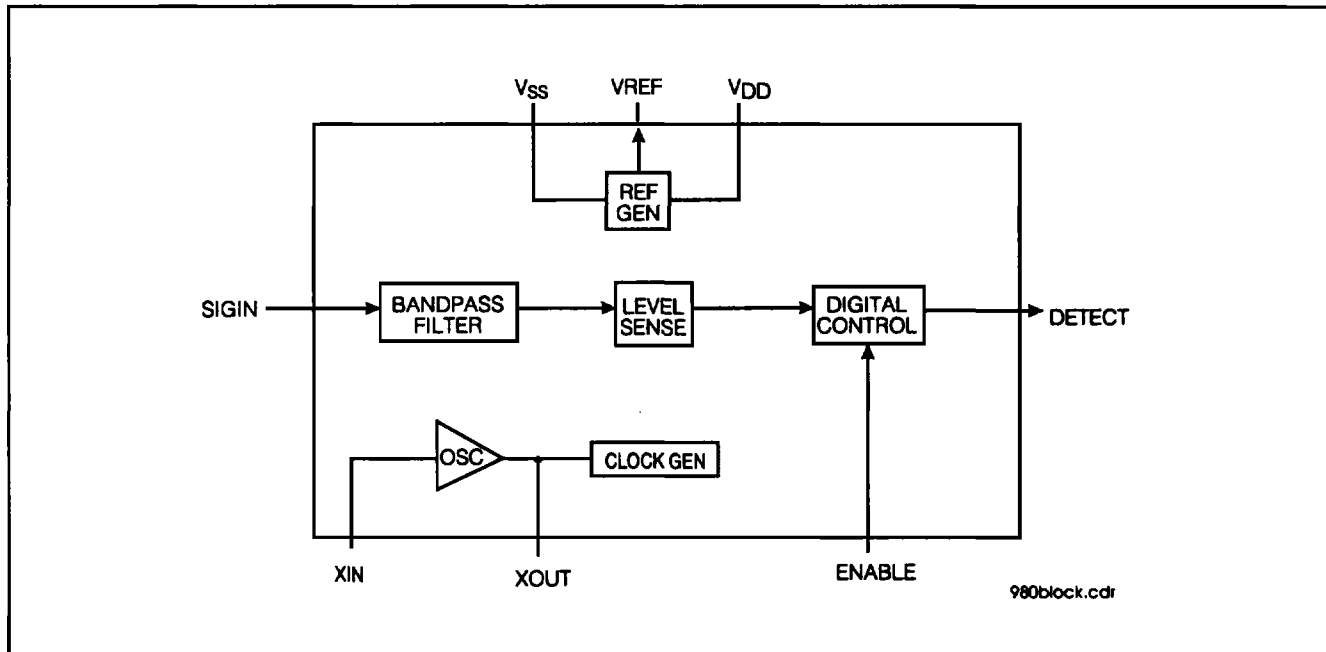 VSS VREF VDD
REF
GEN
SIGIN
BANDPASS
FILTER
LEVEL
SENSE
DIGITAL
CONTROL
DETECT
OSC
CLOCK GEN
XIN
XOUT
ENABLE
980block.cdr